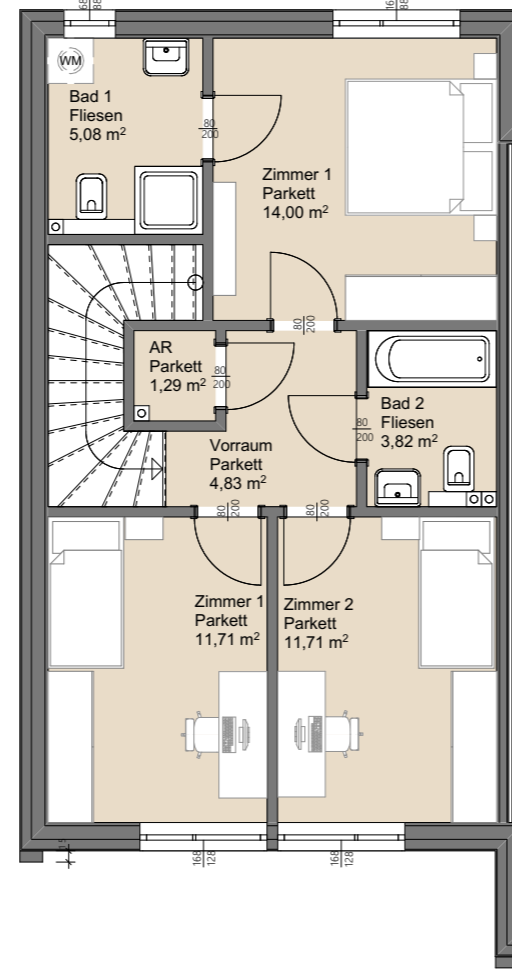 WM
Bad 1
Fliesen
5,08 m²
80
200
Zimmer 1
Parkett
14,00 m²
80
200
AR
Parkett
1,29 m²
80
200
Bad 2
Fliesen
3,82 m²
80
200
Vorraum
Parkett
4,83 m²
80
200
80
200
Zimmer 1
Parkett
11,71 m²
Zimmer 2
Parkett
11,71 m²
168
128
168
128